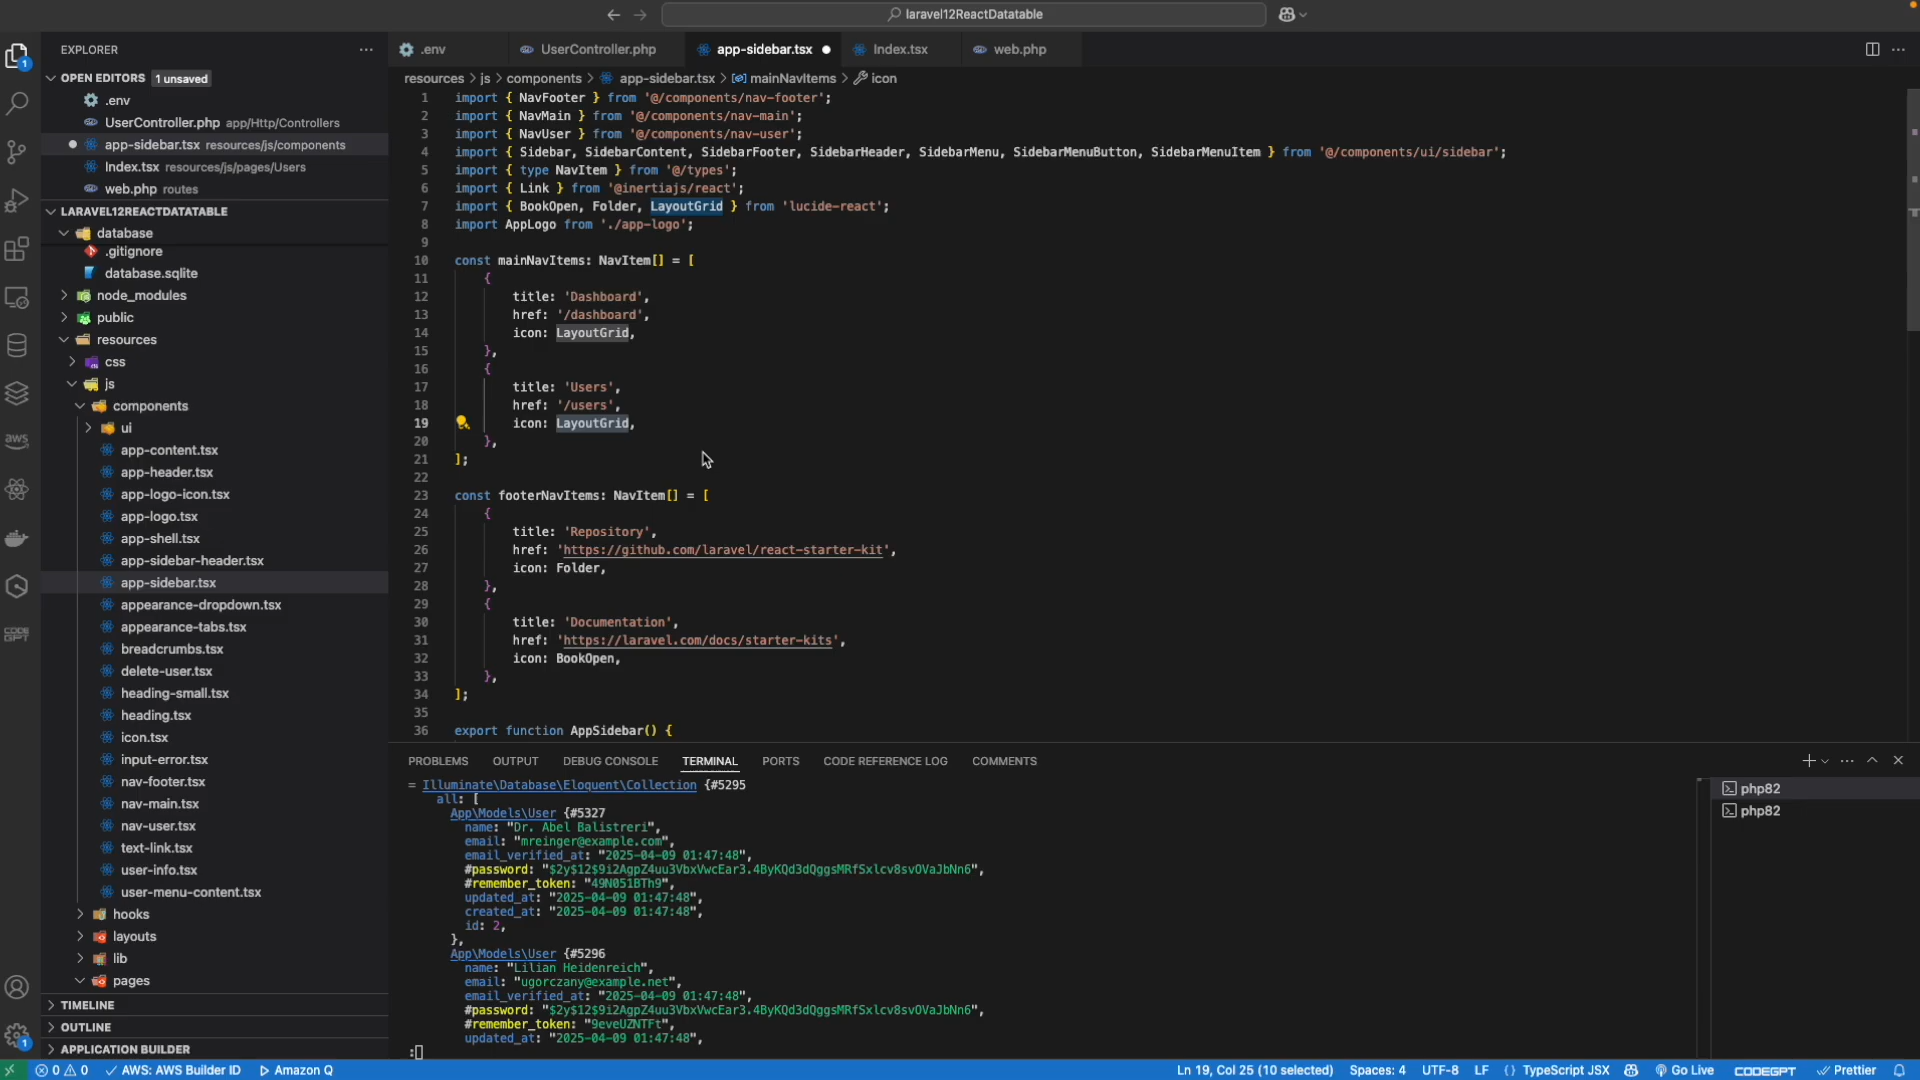 laravel12ReactDatatable
EXPLORER
OPEN EDITORS 1 unsaved
.env
UserController.php app/Http/Controllers
app-sidebar.tsx resources/js/components
Index.tsx resources/js/pages/Users
web.php routes
LARAVEL12REACTDATATABLE
database
.gitignore
database.sqlite
node_modules
public
resources
css
js
components
ui
app-content.tsx
app-header.tsx
app-logo-icon.tsx
app-logo.tsx
app-shell.tsx
app-sidebar-header.tsx
app-sidebar.tsx
appearance-dropdown.tsx
appearance-tabs.tsx
breadcrumbs.tsx
delete-user.tsx
heading-small.tsx
heading.tsx
icon.tsx
input-error.tsx
nav-footer.tsx
nav-main.tsx
nav-user.tsx
text-link.tsx
user-info.tsx
user-menu-content.tsx
hooks
layouts
lib
pages
TIMELINE
OUTLINE
APPLICATION BUILDER
aws
CODE GPT
1
1
.env UserController.php app-sidebar.tsx Index.tsx web.php
resources > js > components > app-sidebar.tsx > mainNavItems > icon
1 import { NavFooter } from '@/components/nav-footer';
2 import { NavMain } from '@/components/nav-main';
3 import { NavUser } from '@/components/nav-user';
4 import { Sidebar, SidebarContent, SidebarFooter, SidebarHeader, SidebarMenu, SidebarMenuButton, SidebarMenuItem } from '@/components/ui/sidebar';
5 import { type NavItem } from '@/types';
6 import { Link } from '@inertiajs/react';
7 import { BookOpen, Folder, LayoutGrid } from 'lucide-react';
8 import AppLogo from './app-logo';
9
10 const mainNavItems: NavItem[] = [
11 {
12 title: 'Dashboard',
13 href: '/dashboard',
14 icon: LayoutGrid,
15 },
16 {
17 title: 'Users',
18 href: '/users',
19 icon: LayoutGrid,
20 },
21 ];
22
23 const footerNavItems: NavItem[] = [
24 {
25 title: 'Repository',
26 href: 'https://github.com/laravel/react-starter-kit',
27 icon: Folder,
28 },
29 {
30 title: 'Documentation',
31 href: 'https://laravel.com/docs/starter-kits',
32 icon: BookOpen,
33 },
34 ];
35
36 export function AppSidebar() {
PROBLEMS OUTPUT DEBUG CONSOLE TERMINAL PORTS CODE REFERENCE LOG COMMENTS
= Illuminate\Database\Eloquent\Collection {#5295
all: [
App\Models\User {#5327
name: "Dr. Abel Balistreri",
email: "mreinger@example.com",
email_verified_at: "2025-04-09 01:47:48",
#password: "$2y$12$9i2AgpZ4uu3VbxVwcEar3.4ByKQd3dQggsMRfSxlcv8svOVaJbNn6",
#remember_token: "49N051BTh9",
updated_at: "2025-04-09 01:47:48",
created_at: "2025-04-09 01:47:48",
id: 2,
},
App\Models\User {#5296
name: "Lilian Heidenreich",
email: "ugorczany@example.net",
email_verified_at: "2025-04-09 01:47:48",
#password: "$2y$12$9i2AgpZ4uu3VbxVwcEar3.4ByKQd3dQggsMRfSxlcv8svOVaJbNn6",
#remember_token: "9eveUZNTFt",
updated_at: "2025-04-09 01:47:48",
:
php82
php82
0 0 AWS: AWS Builder ID Amazon Q Ln 19, Col 25 (10 selected) Spaces: 4 UTF-8 LF {} TypeScript JSX Go Live CODEGPT Prettier